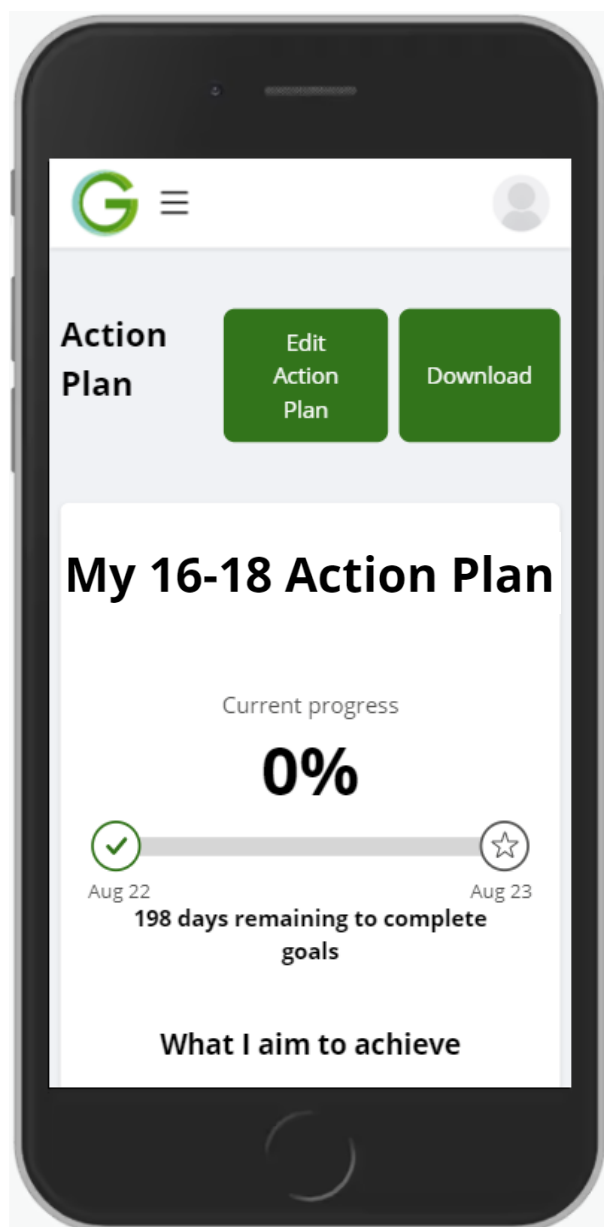 G
Action
Plan
Edit
Action
Plan
Download
My 16-18 Action Plan
Current progress
0%
Aug 22
Aug 23
198 days remaining to complete
goals
What I aim to achieve